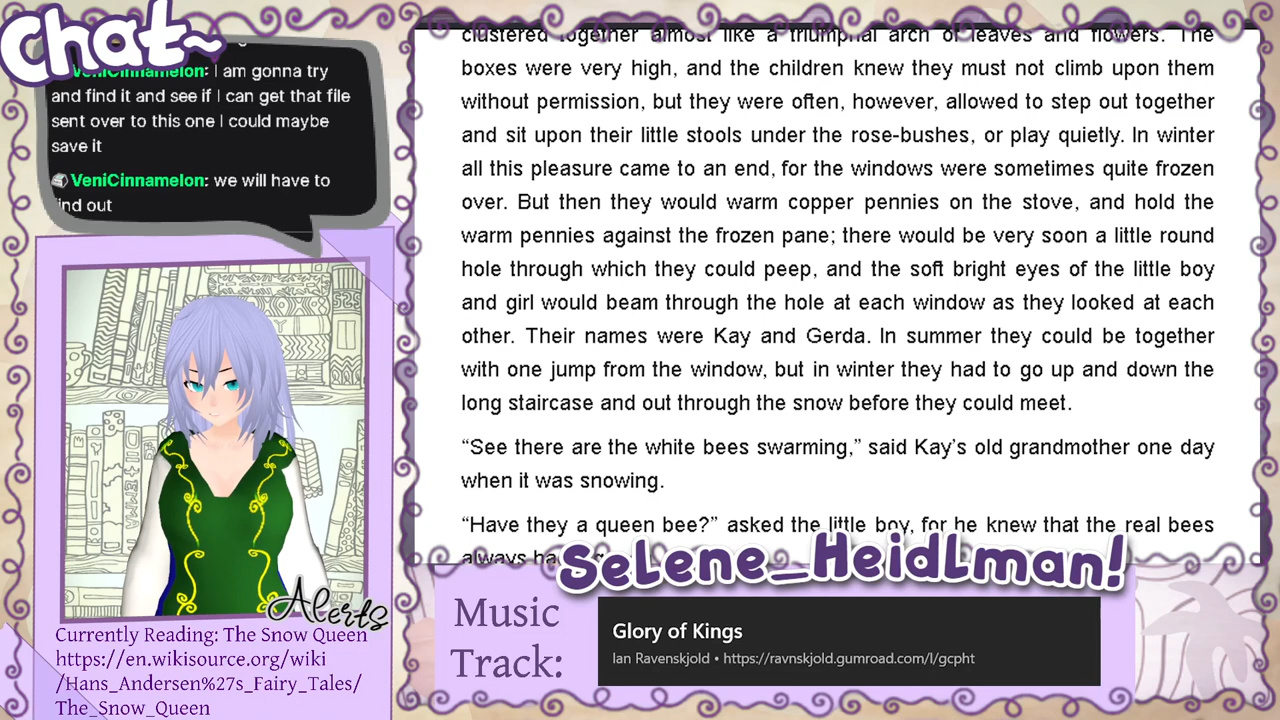 Chat~
VeniCinnamelon: I am gonna try
and find it and see if I can get that file
sent over to this one I could maybe
save it
VeniCinnamelon: we will have to
find out
Alerts
Currently Reading: The Snow Queen
https://en.wikisource.org/wiki
/Hans_Andersen%27s_Fairy_Tales/
The_Snow_Queen
clustered together almost like a triumphal arch of leaves and flowers. The
boxes were very high, and the children knew they must not climb upon them
without permission, but they were often, however, allowed to step out together
and sit upon their little stools under the rose-bushes, or play quietly. In winter
all this pleasure came to an end, for the windows were sometimes quite frozen
over. But then they would warm copper pennies on the stove, and hold the
warm pennies against the frozen pane; there would be very soon a little round
hole through which they could peep, and the soft bright eyes of the little boy
and girl would beam through the hole at each window as they looked at each
other. Their names were Kay and Gerda. In summer they could be together
with one jump from the window, but in winter they had to go up and down the
long staircase and out through the snow before they could meet.
“See there are the white bees swarming,” said Kay’s old grandmother one day
when it was snowing.
“Have they a queen bee?” asked the little boy, for he knew that the real bees
always
Selene_Heidlman!
Music
Track:
Glory of Kings
Ian Ravenskjold • https://ravnskjold.gumroad.com/l/gcpht